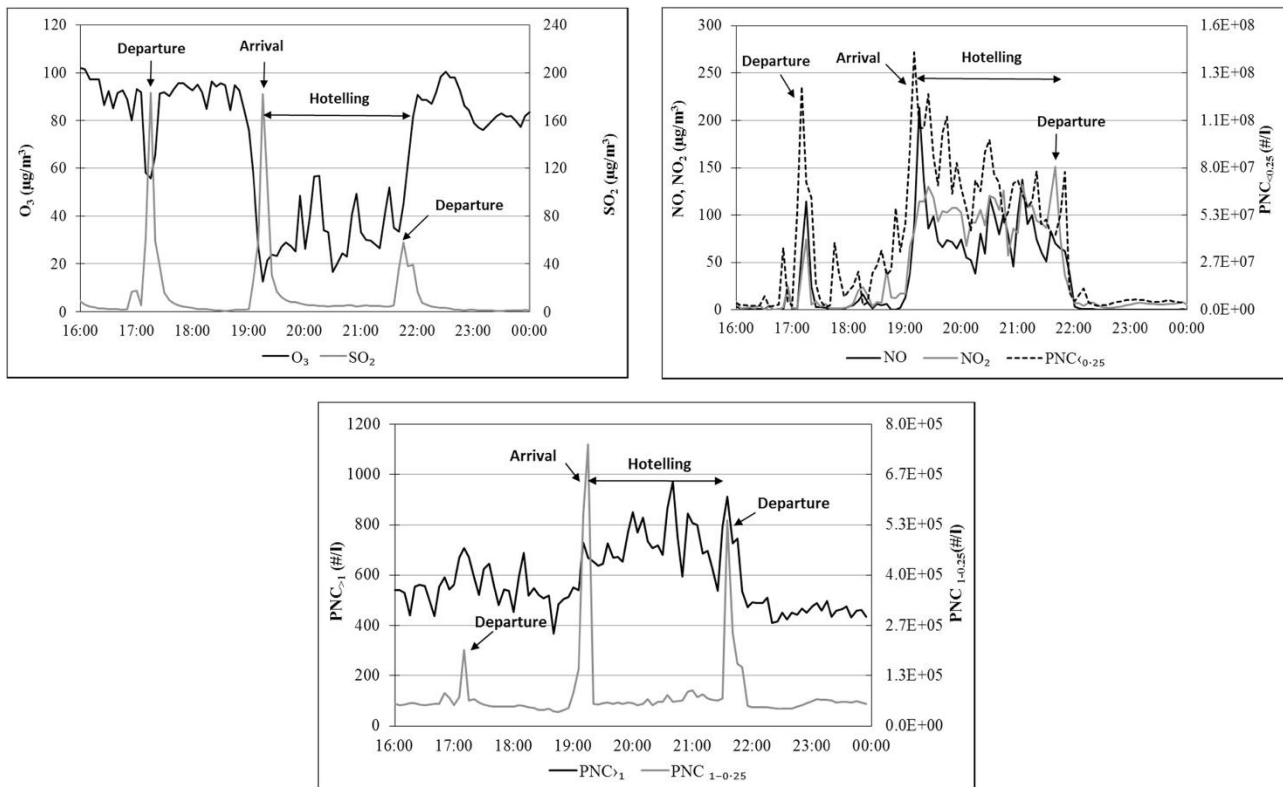 120
100
80
60
40
20
0
O₃ (µg/m³)
240
200
160
120
80
40
0
SO₂ (µg/m³)
Departure
Arrival
Hotelling
Departure
16:00 17:00 18:00 19:00 20:00 21:00 22:00 23:00 00:00
O₃ SO₂
300
250
200
150
100
50
0
NO, NO₂ (µg/m³)
1.6E+08
1.3E+08
1.1E+08
8.0E+07
5.3E+07
2.7E+07
0.0E+00
PNC<0.25 (#/l)
Departure
Arrival
Hotelling
Departure
16:00 17:00 18:00 19:00 20:00 21:00 22:00 23:00 00:00
NO NO₂ PNC‹₀.₂₅
1200
1000
800
600
400
200
0
PNC>1 (#/l)
8.0E+05
6.7E+05
5.3E+05
4.0E+05
2.7E+05
1.3E+05
0.0E+00
PNC 1-0.25(#/l)
Arrival
Hotelling
Departure
Departure
16:00 17:00 18:00 19:00 20:00 21:00 22:00 23:00 00:00
PNC›₁ PNC ₁₋₀.₂₅